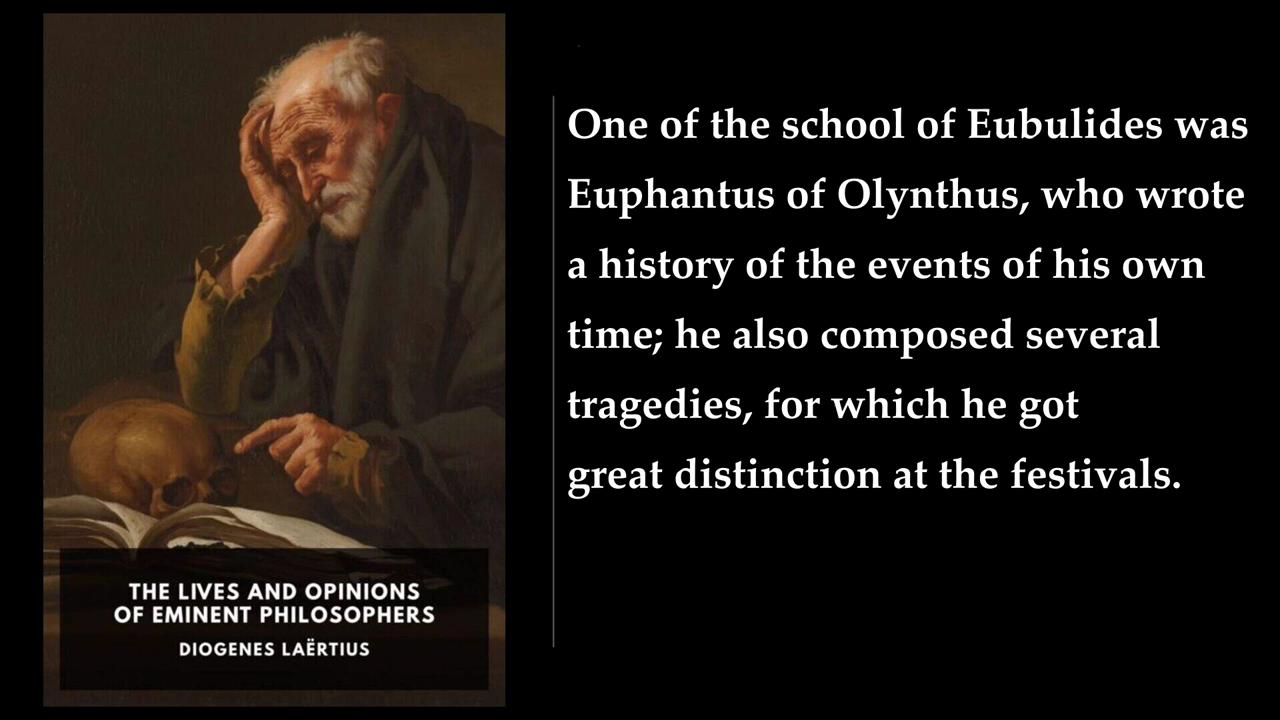 THE LIVES AND OPINIONS
OF EMINENT PHILOSOPHERS
DIOGENES LAËRTIUS
One of the school of Eubulides was
Euphantus of Olynthus, who wrote
a history of the events of his own
time; he also composed several
tragedies, for which he got
great distinction at the festivals.